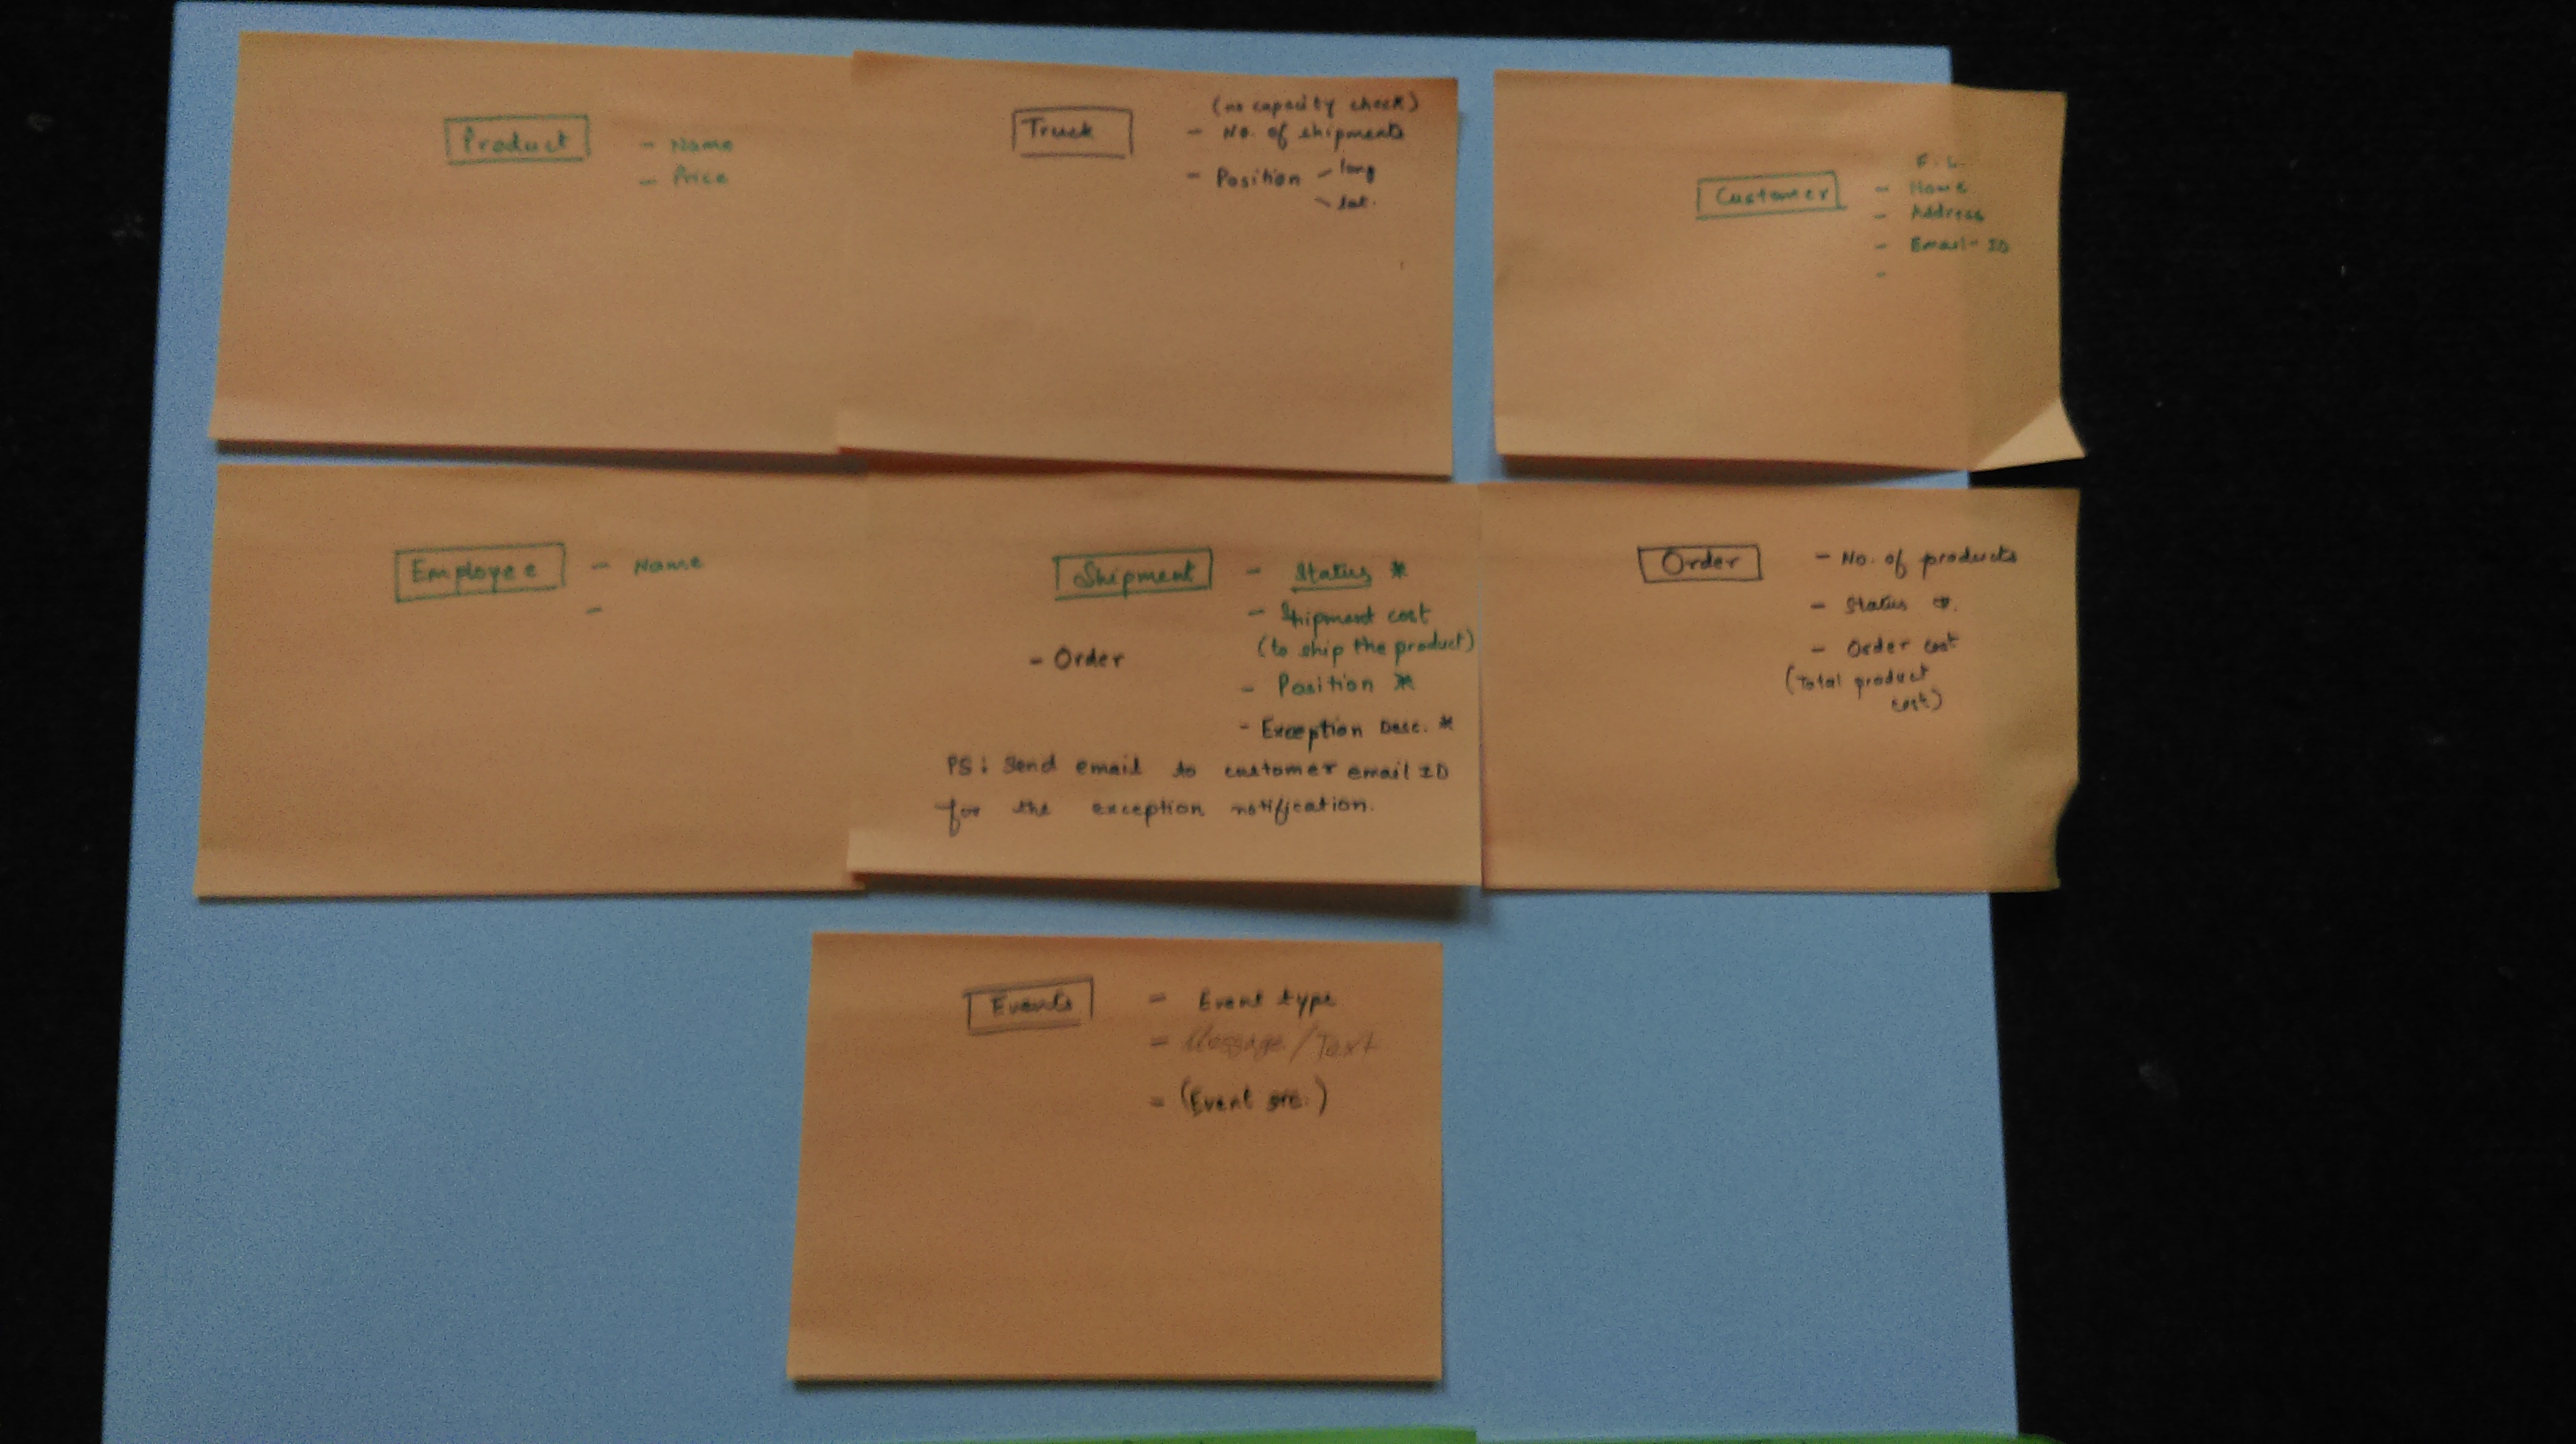 Product
- Name
- Price
Truck
(no capacity check)
- No. of shipments
- Position - long
- lat.
Customer
F. L.
- Name
- Address
- Email-ID
-
Employee
- Name
-
Shipment
- Status *
- Shipment cost
(to ship the product)
- Order
- Position *
- Exception Desc. *
PS: Send email to customer email ID
for the exception notification.
Order
- No. of products
- Status *.
- Order cost
(Total product
cost)
Events
- Event type
- Message/Text
- (Event src.)